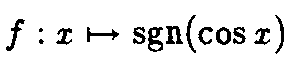 f : x ↦ sgn(cos x)